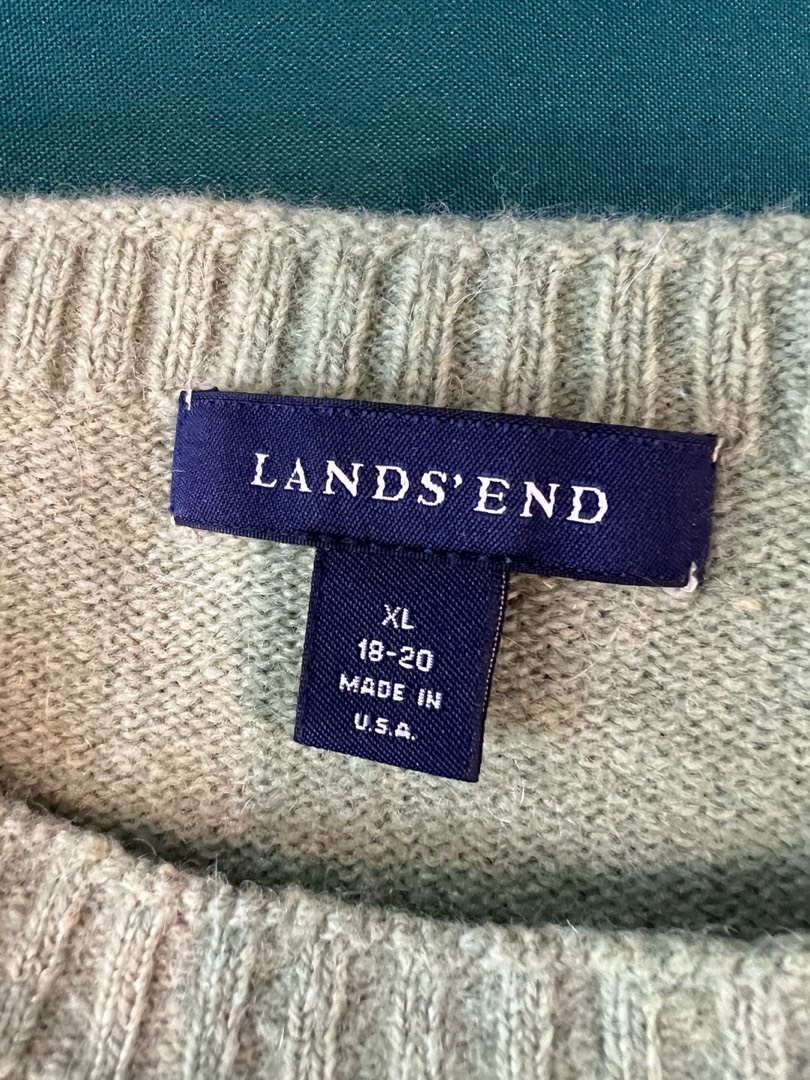 LANDS' END
XL
18-20
MADE IN
U.S.A.